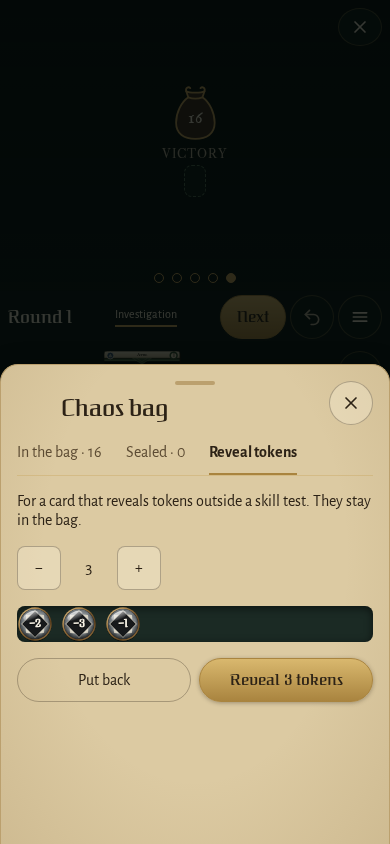 16
VICTORY
Round 1
Investigation
Next
Chaos bag
In the bag · 16
Sealed · 0
Reveal tokens
For a card that reveals tokens outside a skill test. They stay
in the bag.
− 3 +
−2 −3 −1
Put back
Reveal 3 tokens